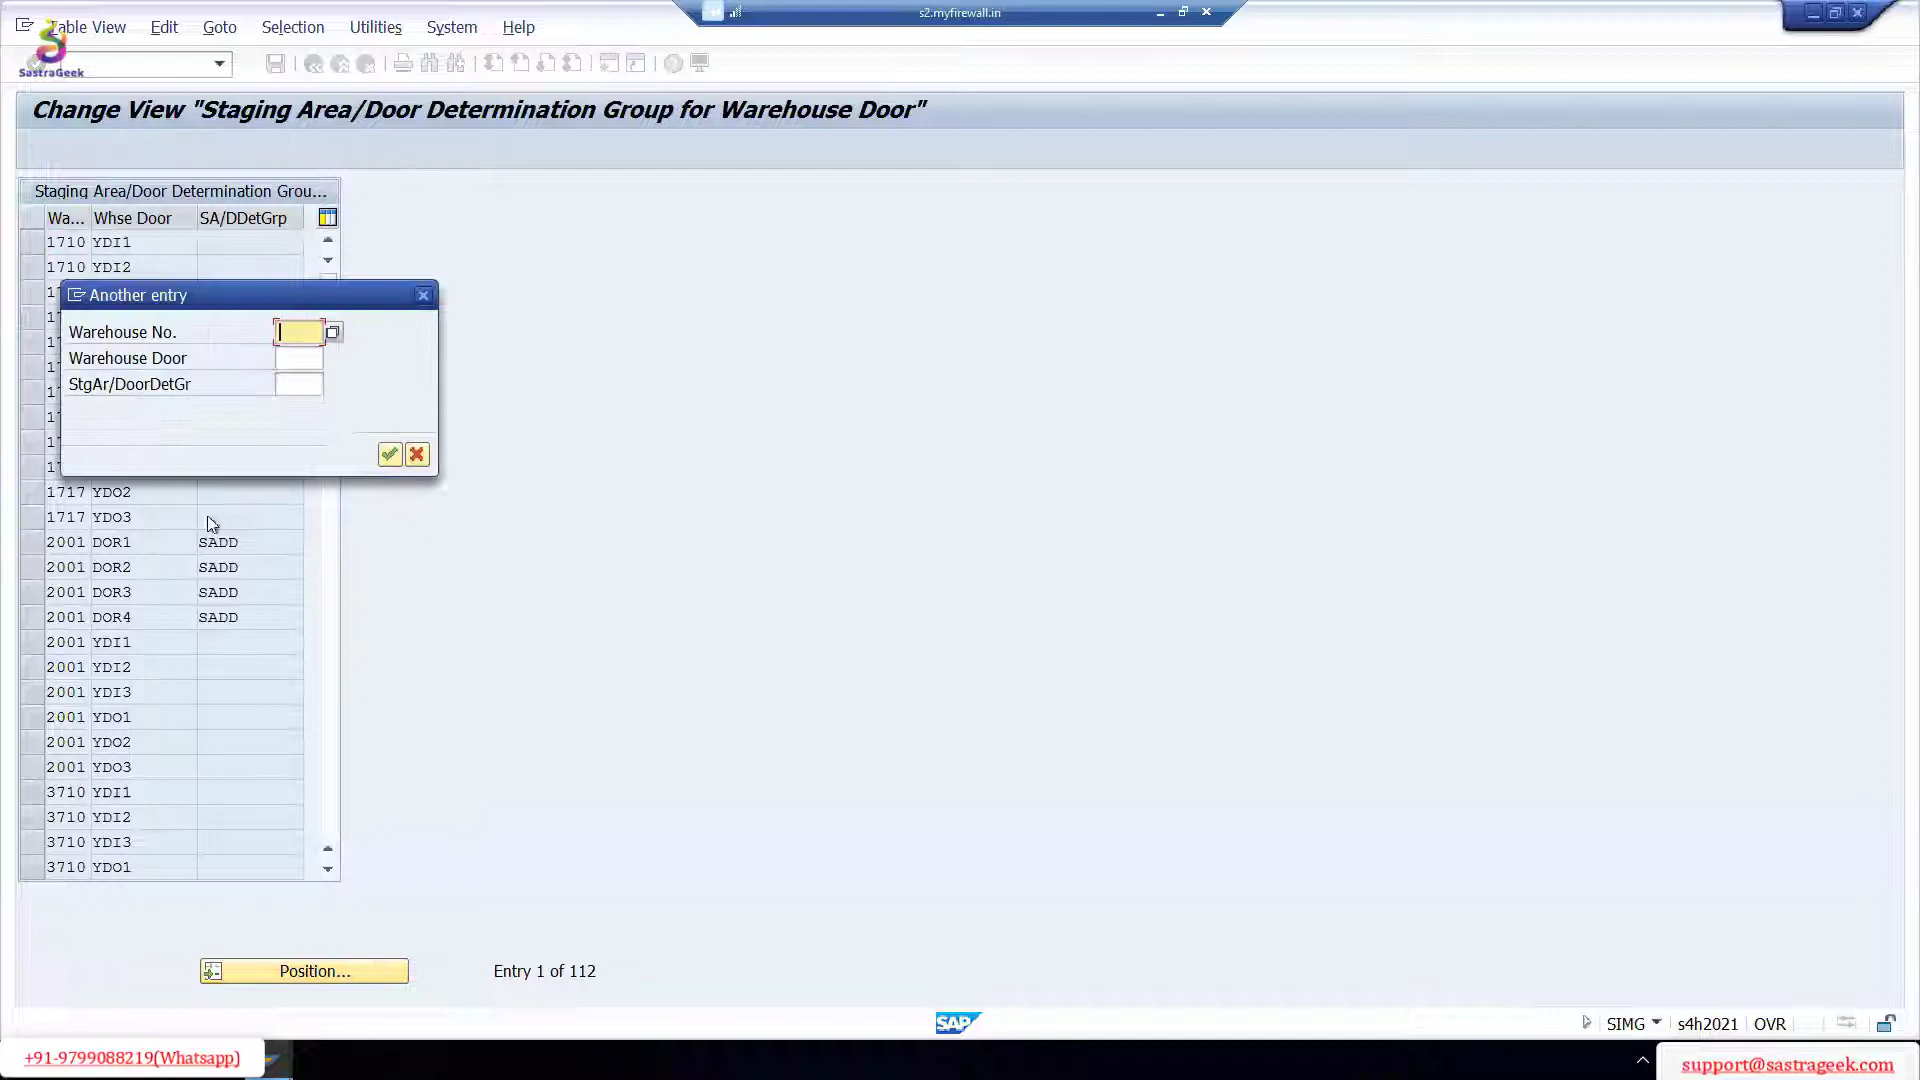 s2.myfirewall.in
Table View Edit Goto Selection Utilities System Help
SastraGeek
Change View "Staging Area/Door Determination Group for Warehouse Door"
Staging Area/Door Determination Grou...
Wa... Whse Door SA/DDetGrp
1710 YDI1
1710 YDI2
Another entry
Warehouse No.
Warehouse Door
StgAr/DoorDetGr
1717 YDO2
1717 YDO3
2001 DOR1 SADD
2001 DOR2 SADD
2001 DOR3 SADD
2001 DOR4 SADD
2001 YDI1
2001 YDI2
2001 YDI3
2001 YDO1
2001 YDO2
2001 YDO3
3710 YDI1
3710 YDI2
3710 YDI3
3710 YDO1
Position... Entry 1 of 112
SAP
SIMG s4h2021 OVR
+91-9799088219(Whatsapp)
support@sastrageek.com